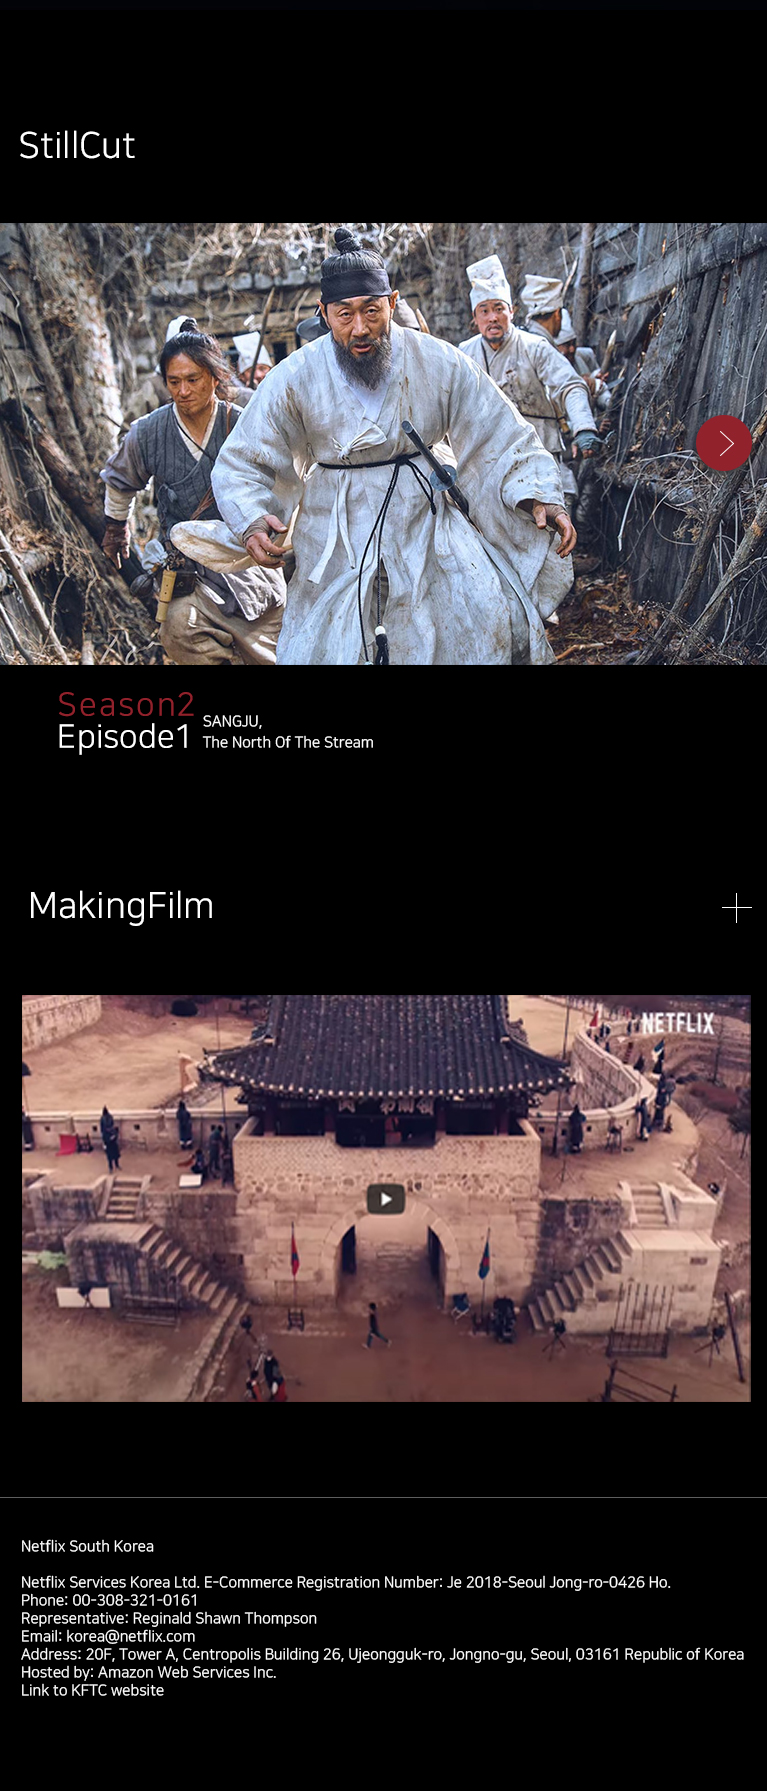 StillCut
Season2
Episode1
SANGJU,
The North Of The Stream
MakingFilm
NETFLIX
Netflix South Korea
Netflix Services Korea Ltd. E-Commerce Registration Number: Je 2018-Seoul Jong-ro-0426 Ho.
Phone: 00-308-321-0161
Representative: Reginald Shawn Thompson
Email: korea@netflix.com
Address: 20F, Tower A, Centropolis Building 26, Ujeongguk-ro, Jongno-gu, Seoul, 03161 Republic of Korea
Hosted by: Amazon Web Services Inc.
Link to KFTC website